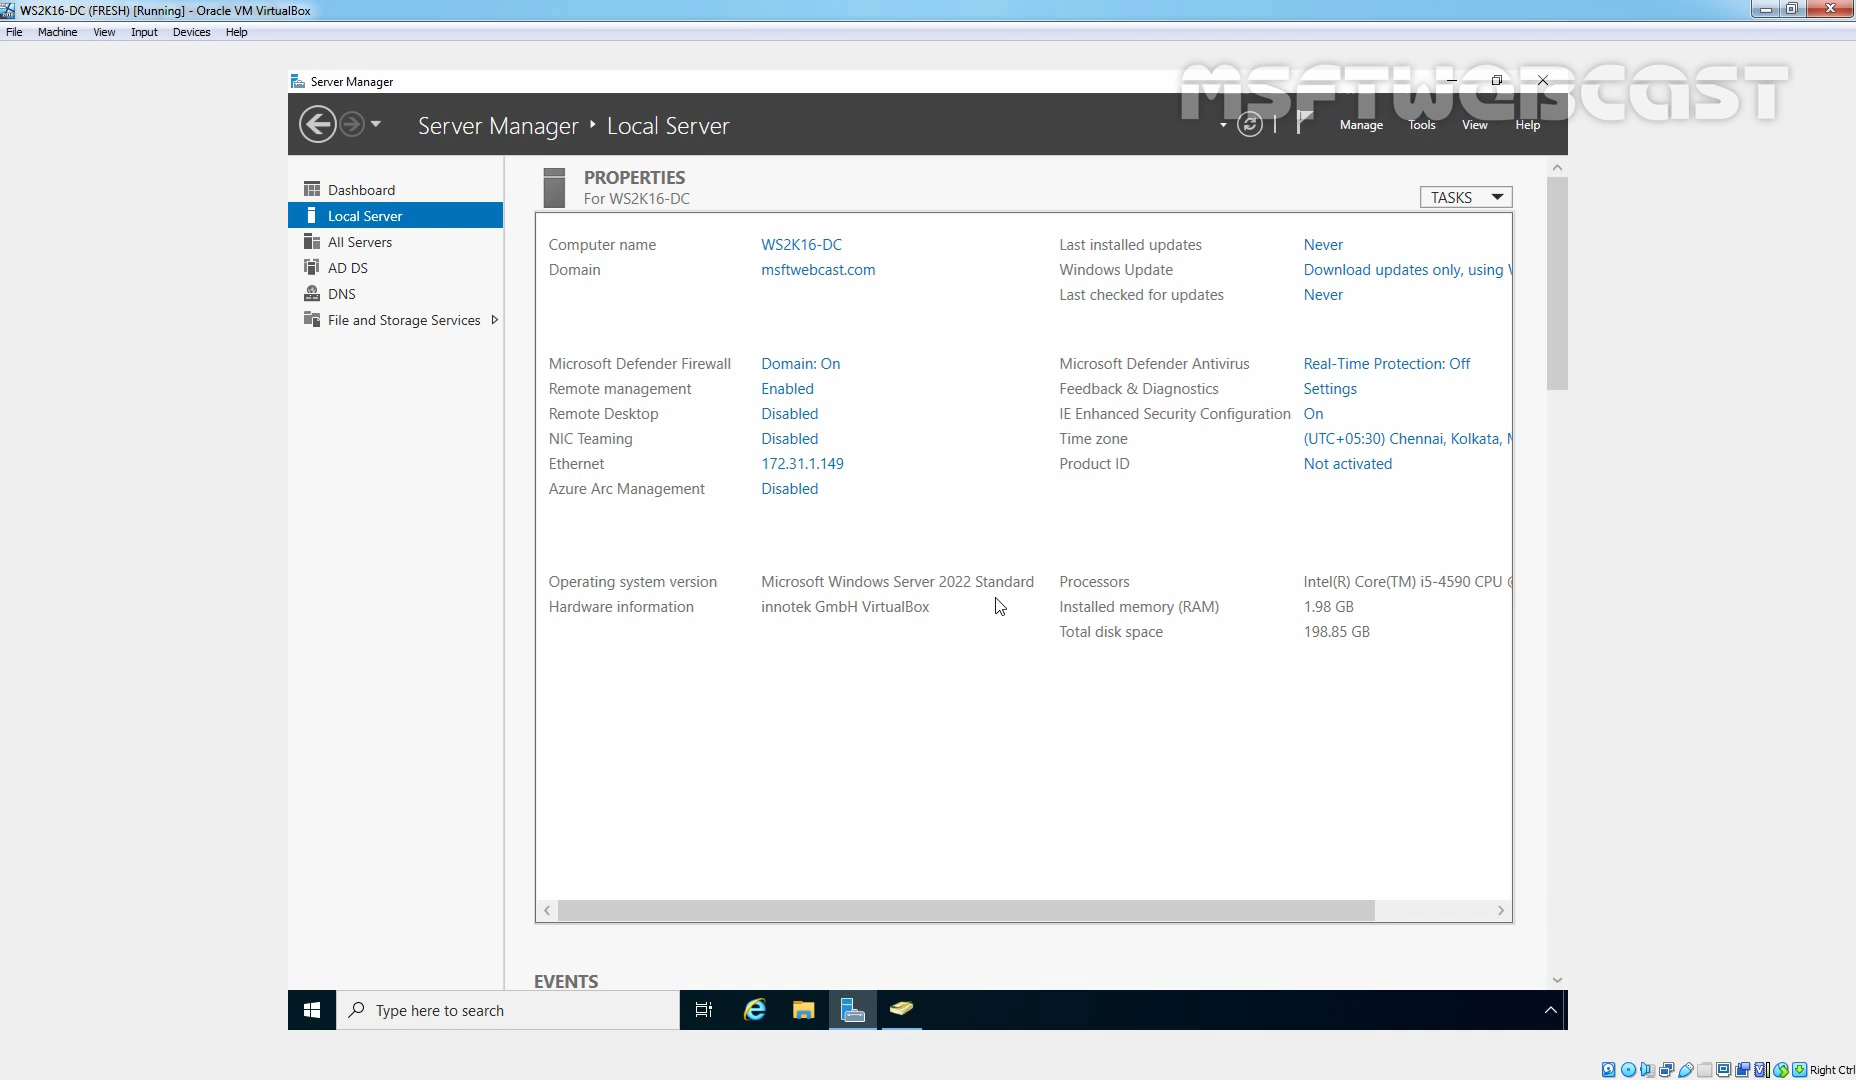 WS2K16-DC (FRESH) [Running] - Oracle VM VirtualBox
File Machine View Input Devices Help
MSFTWEBCAST
Server Manager
Server Manager ‣ Local Server
Manage Tools View Help
Dashboard
Local Server
All Servers
AD DS
DNS
File and Storage Services
PROPERTIES
For WS2K16-DC
TASKS
Computer name WS2K16-DC Last installed updates Never
Domain msftwebcast.com Windows Update Download updates only, using
Last checked for updates Never
Microsoft Defender Firewall Domain: On Microsoft Defender Antivirus Real-Time Protection: Off
Remote management Enabled Feedback & Diagnostics Settings
Remote Desktop Disabled IE Enhanced Security Configuration On
NIC Teaming Disabled Time zone (UTC+05:30) Chennai, Kolkata,
Ethernet 172.31.1.149 Product ID Not activated
Azure Arc Management Disabled
Operating system version Microsoft Windows Server 2022 Standard Processors Intel(R) Core(TM) i5-4590 CPU
Hardware information innotek GmbH VirtualBox Installed memory (RAM) 1.98 GB
Total disk space 198.85 GB
EVENTS
Type here to search
Right Ctrl